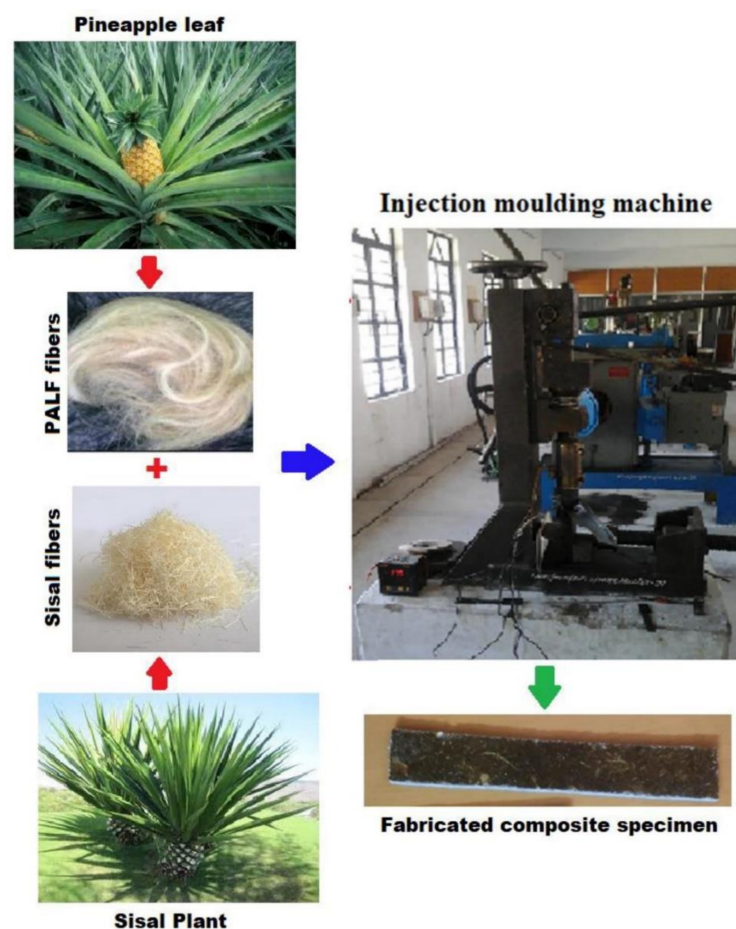 Pineapple leaf
Injection moulding machine
PALF fibers
+
Sisal fibers
Fabricated composite specimen
Sisal Plant